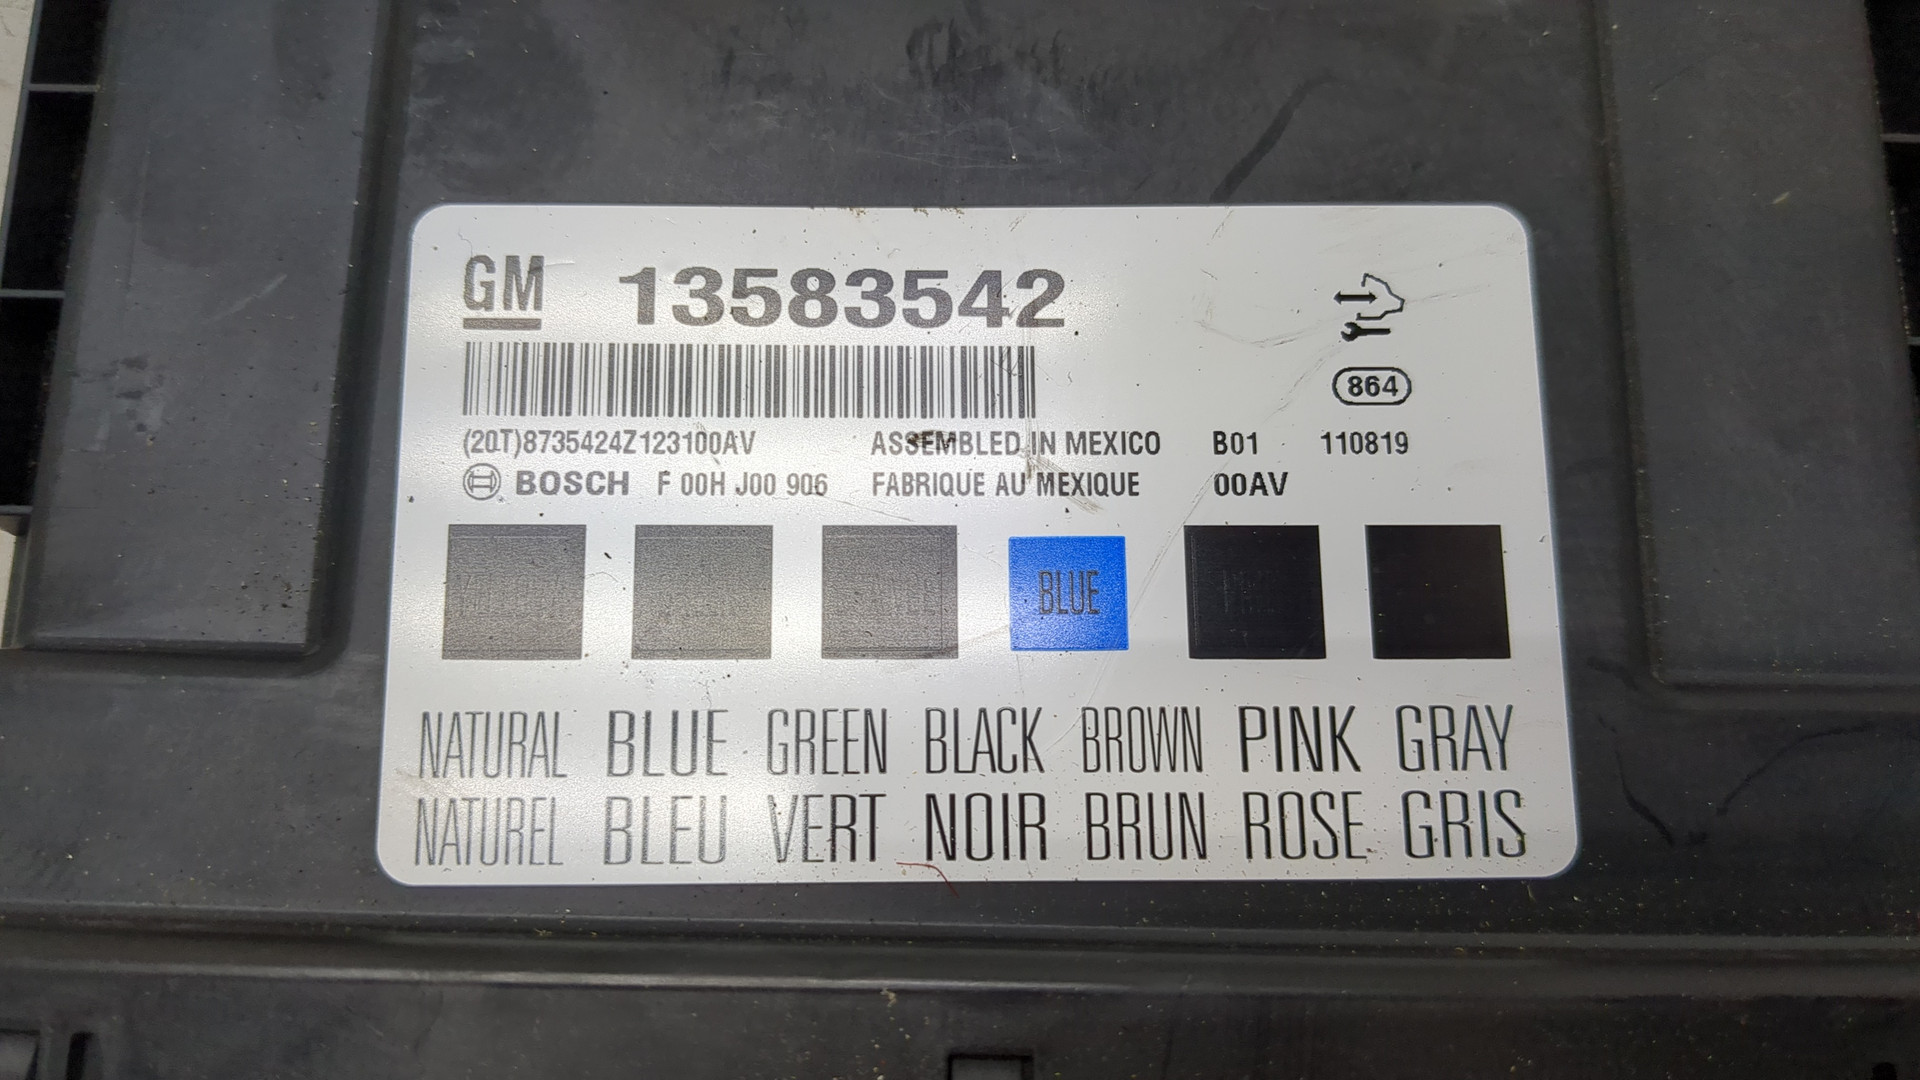 GM 13583542
864
(20T)8735424Z123100AV ASSEMBLED IN MEXICO B01 110819
BOSCH F 00H J00 906 FABRIQUE AU MEXIQUE 00AV
BLUE
NATURAL BLUE GREEN BLACK BROWN PINK GRAY
NATUREL BLEU VERT NOIR BRUN ROSE GRIS